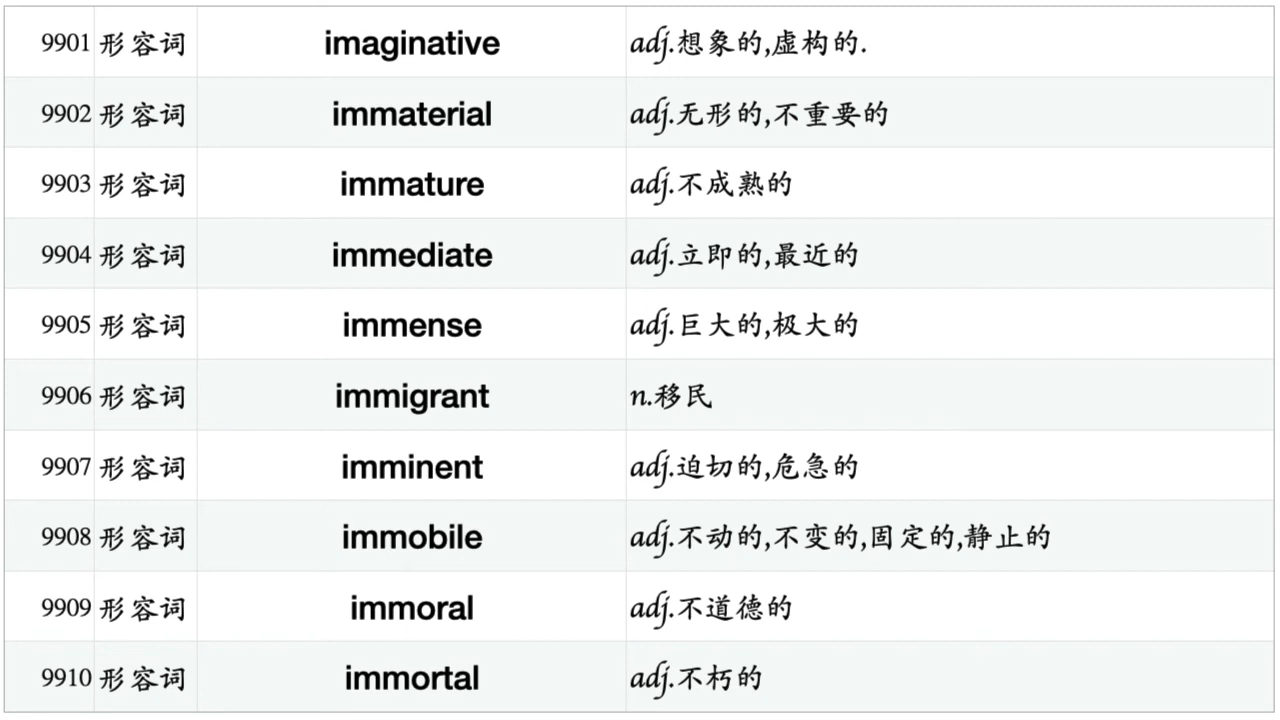 9901 形容词 imaginative adj.想象的,虚构的.
9902 形容词 immaterial adj.无形的,不重要的
9903 形容词 immature adj.不成熟的
9904 形容词 immediate adj.立即的,最近的
9905 形容词 immense adj.巨大的,极大的
9906 形容词 immigrant n.移民
9907 形容词 imminent adj.迫切的,危急的
9908 形容词 immobile adj.不动的,不变的,固定的,静止的
9909 形容词 immoral adj.不道德的
9910 形容词 immortal adj.不朽的